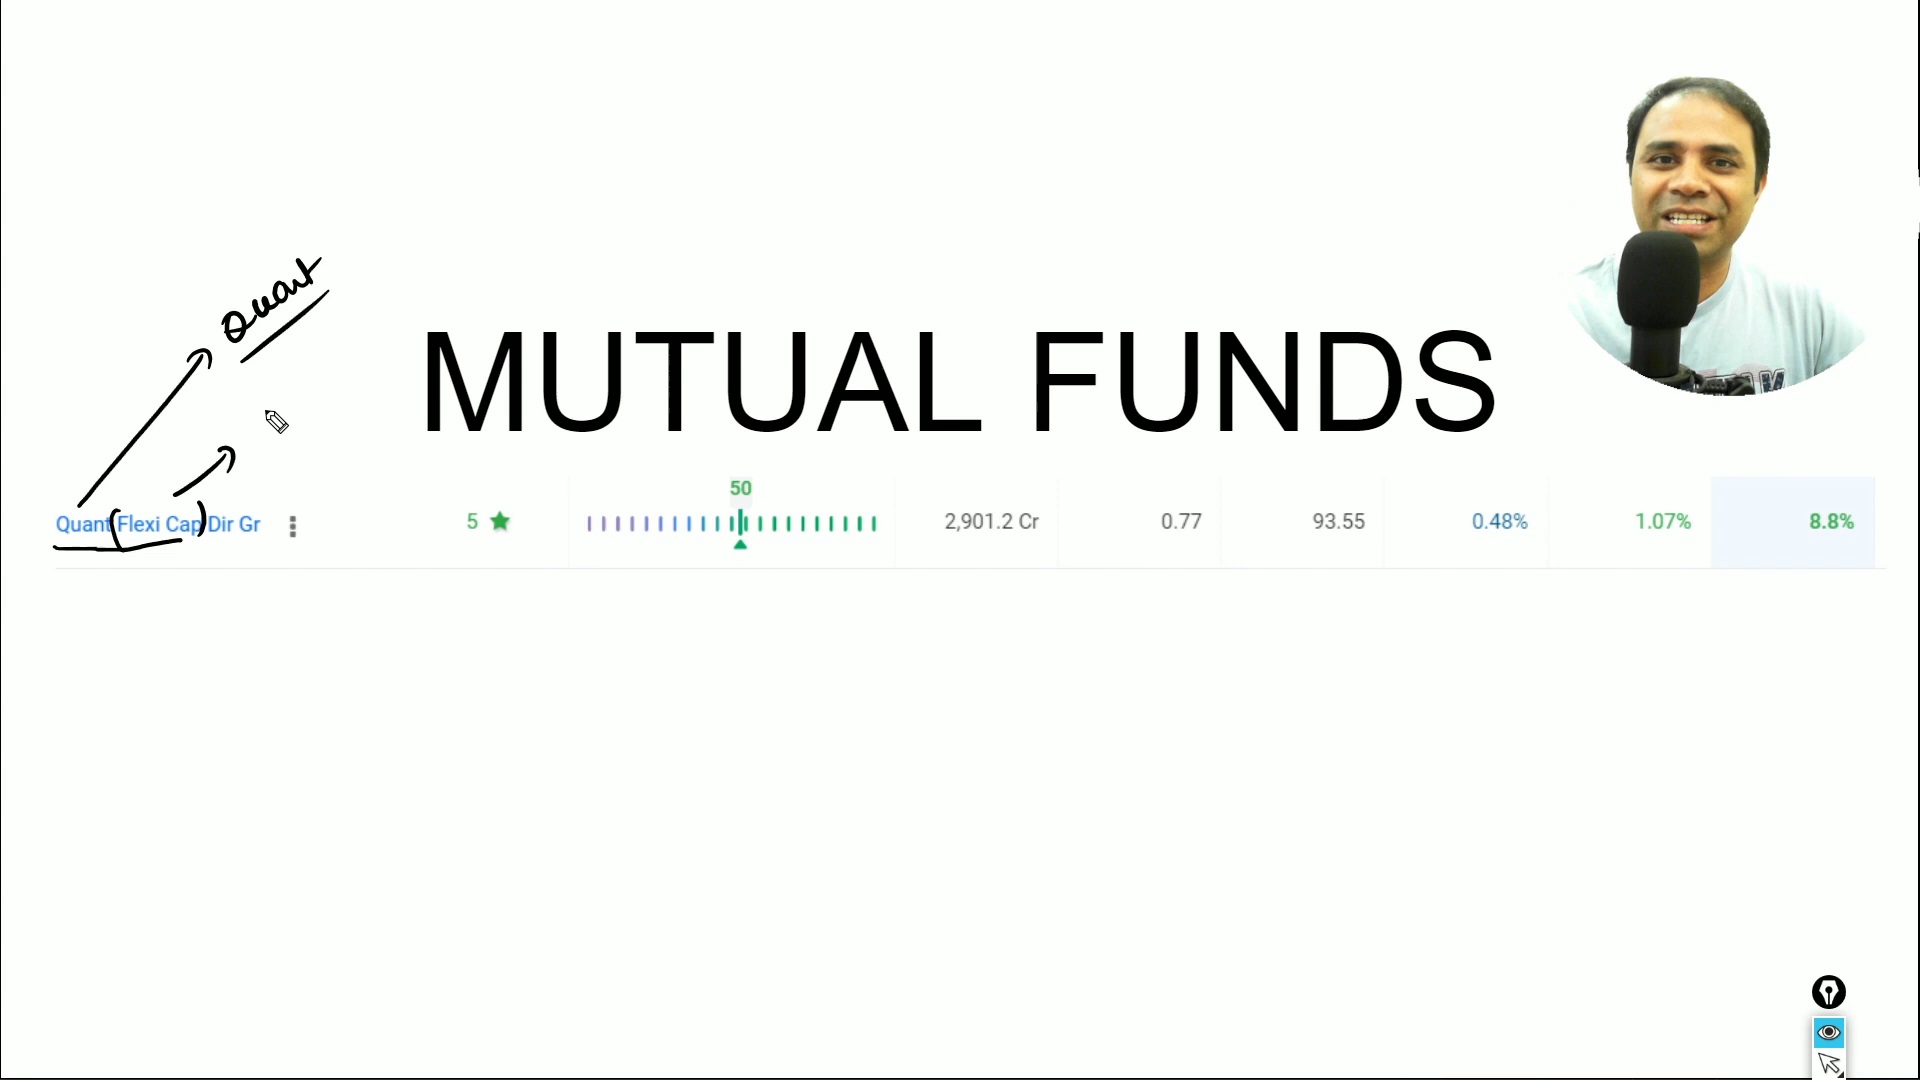 Quant
MUTUAL FUNDS
50
Quant Flexi Cap Dir Gr 5 2,901.2 Cr 0.77 93.55 0.48% 1.07% 8.8%